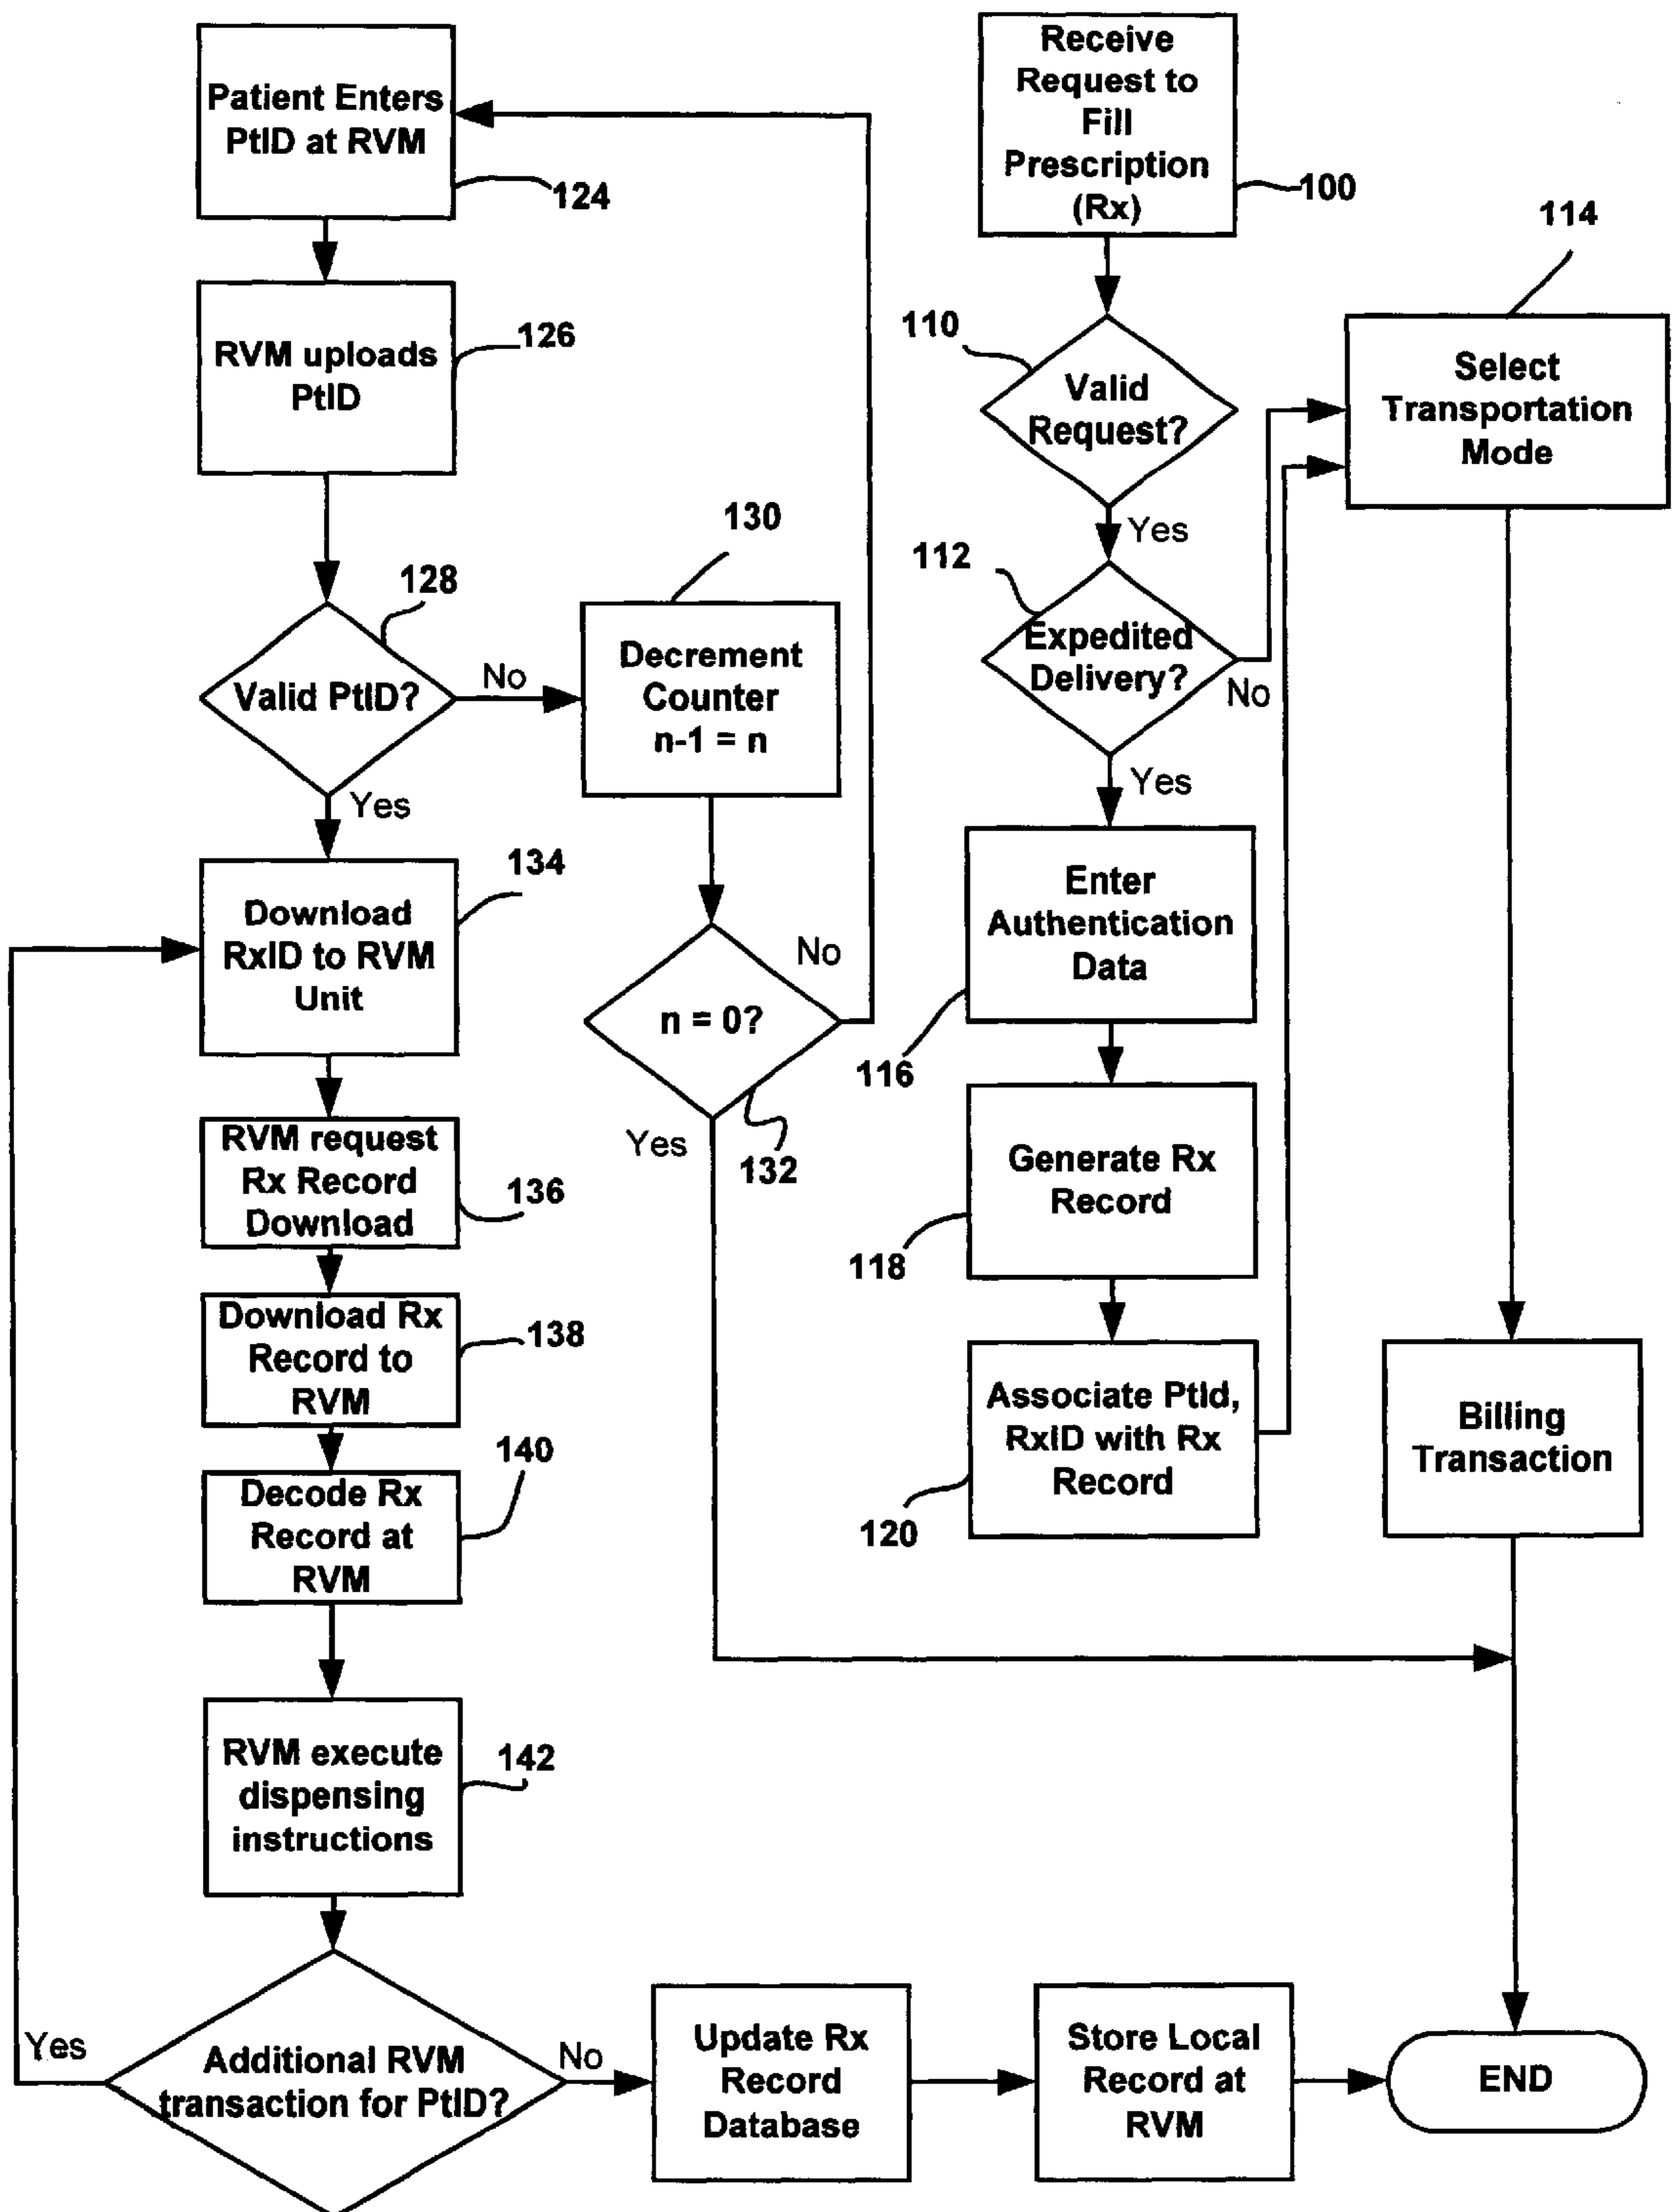 Patient Enters
PtID at RVM
124
RVM uploads
PtID
126
128
Valid PtID?
No
Yes
130
Decrement
Counter
n-1 = n
n = 0?
No
Yes
132
Download
RxID to RVM
Unit
134
RVM request
Rx Record
Download
136
Download Rx
Record to
RVM
138
Decode Rx
Record at
RVM
140
RVM execute
dispensing
instructions
142
Additional RVM
transaction for PtID?
Yes
No
Update Rx
Record
Database
Store Local
Record at
RVM
END
Receive
Request to
Fill
Prescription
(Rx)
100
110
Valid
Request?
Yes
112
Expedited
Delivery?
No
Yes
Enter
Authentication
Data
116
Generate Rx
Record
118
Associate PtId,
RxID with Rx
Record
120
114
Select
Transportation
Mode
Billing
Transaction